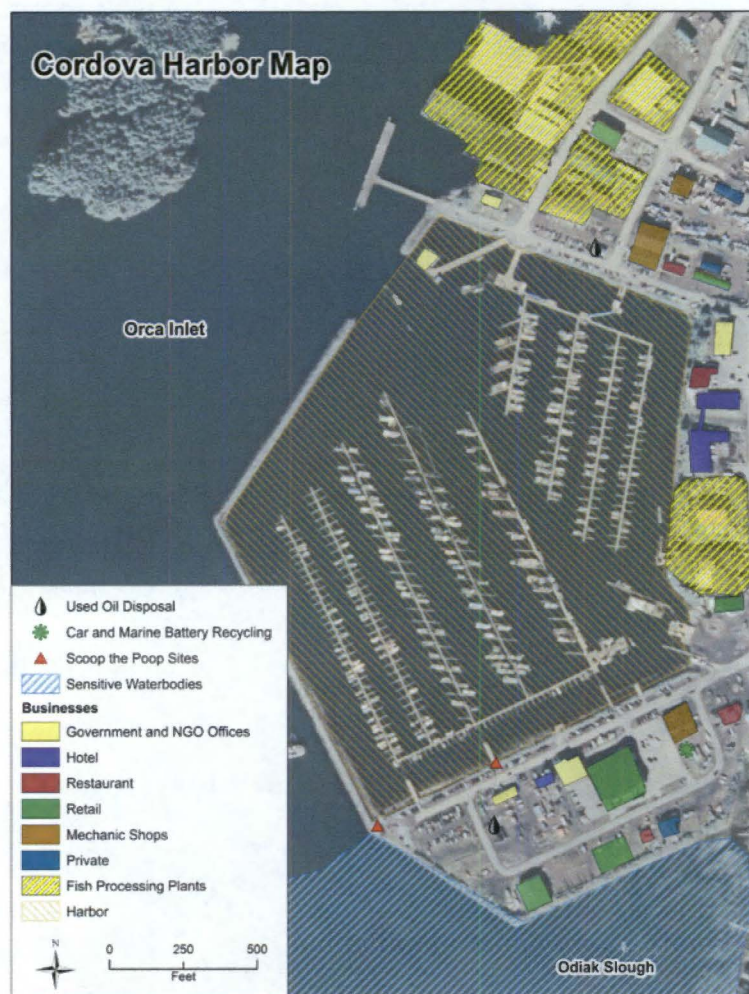 Cordova Harbor Map
Orca Inlet
Used Oil Disposal
Car and Marine Battery Recycling
Scoop the Poop Sites
Sensitive Waterbodies
Businesses
Government and NGO Offices
Hotel
Restaurant
Retail
Mechanic Shops
Private
Fish Processing Plants
Harbor
N
0 250 500
Feet
Odiak Slough